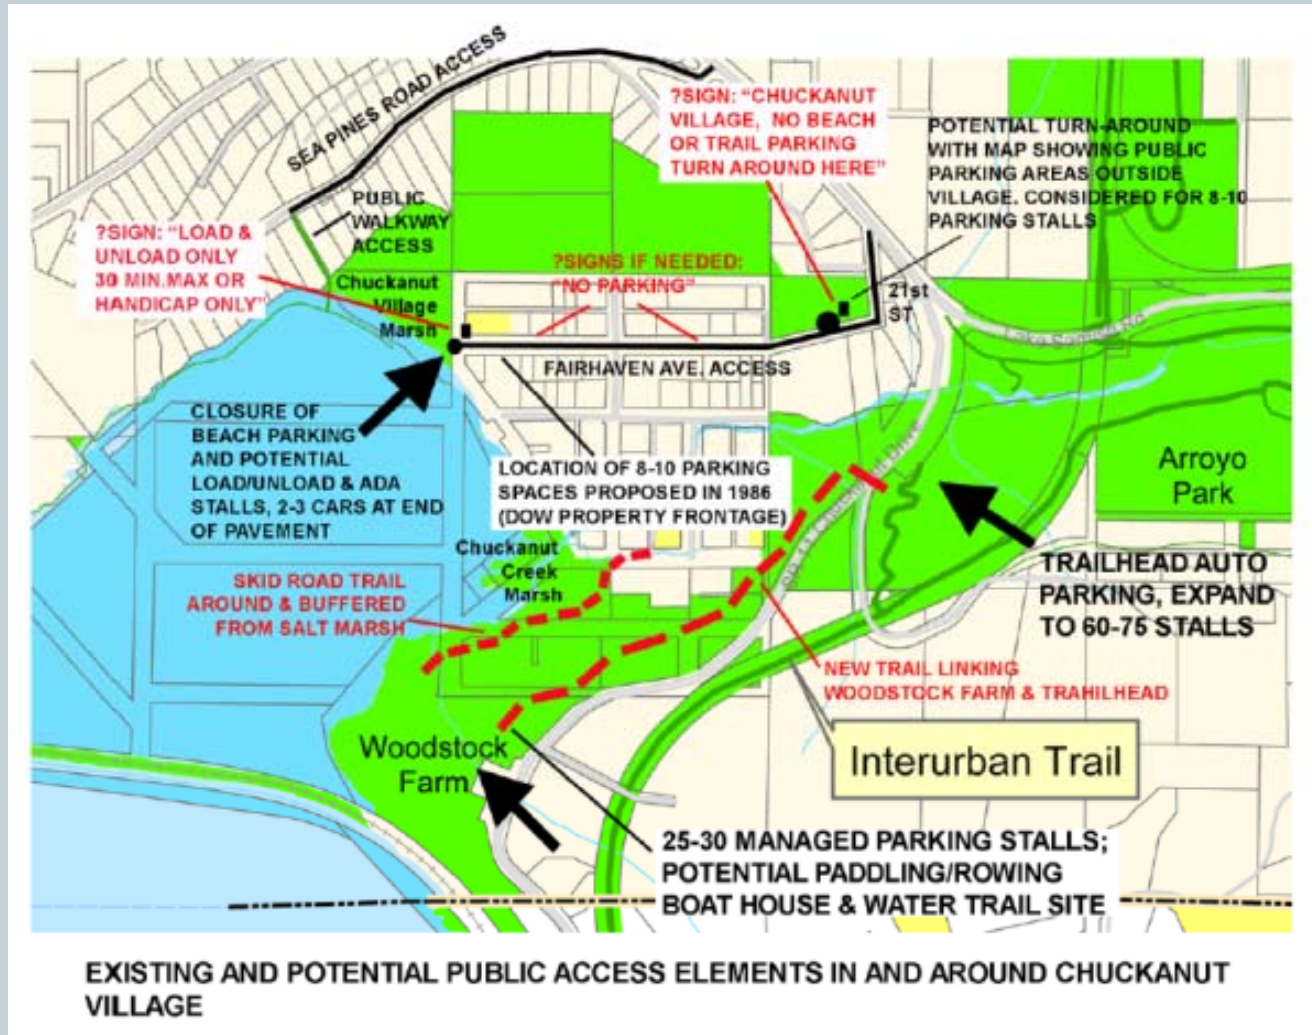 SEA PINES ROAD ACCESS
?SIGN: "CHUCKANUT
VILLAGE, NO BEACH
OR TRAIL PARKING
TURN AROUND HERE"
POTENTIAL TURN-AROUND
WITH MAP SHOWING PUBLIC
PARKING AREAS OUTSIDE
VILLAGE. CONSIDERED FOR 8-10
PARKING STALLS
PUBLIC
WALKWAY
ACCESS
?SIGN: "LOAD &
UNLOAD ONLY
30 MIN.MAX OR
HANDICAP ONLY"
?SIGNS IF NEEDED:
"NO PARKING"
Chuckanut
Village
Marsh
21st
ST
Lake Samish Rd
FAIRHAVEN AVE. ACCESS
CLOSURE OF
BEACH PARKING
AND POTENTIAL
LOAD/UNLOAD & ADA
STALLS, 2-3 CARS AT END
OF PAVEMENT
LOCATION OF 8-10 PARKING
SPACES PROPOSED IN 1986
(DOW PROPERTY FRONTAGE)
Arroyo
Park
Chuckanut Drive
Chuckanut
Creek
Marsh
TRAILHEAD AUTO
PARKING, EXPAND
TO 60-75 STALLS
SKID ROAD TRAIL
AROUND & BUFFERED
FROM SALT MARSH
NEW TRAIL LINKING
WOODSTOCK FARM & TRAHILHEAD
Woodstock
Farm
Interurban Trail
25-30 MANAGED PARKING STALLS;
POTENTIAL PADDLING/ROWING
BOAT HOUSE & WATER TRAIL SITE
EXISTING AND POTENTIAL PUBLIC ACCESS ELEMENTS IN AND AROUND CHUCKANUT
VILLAGE